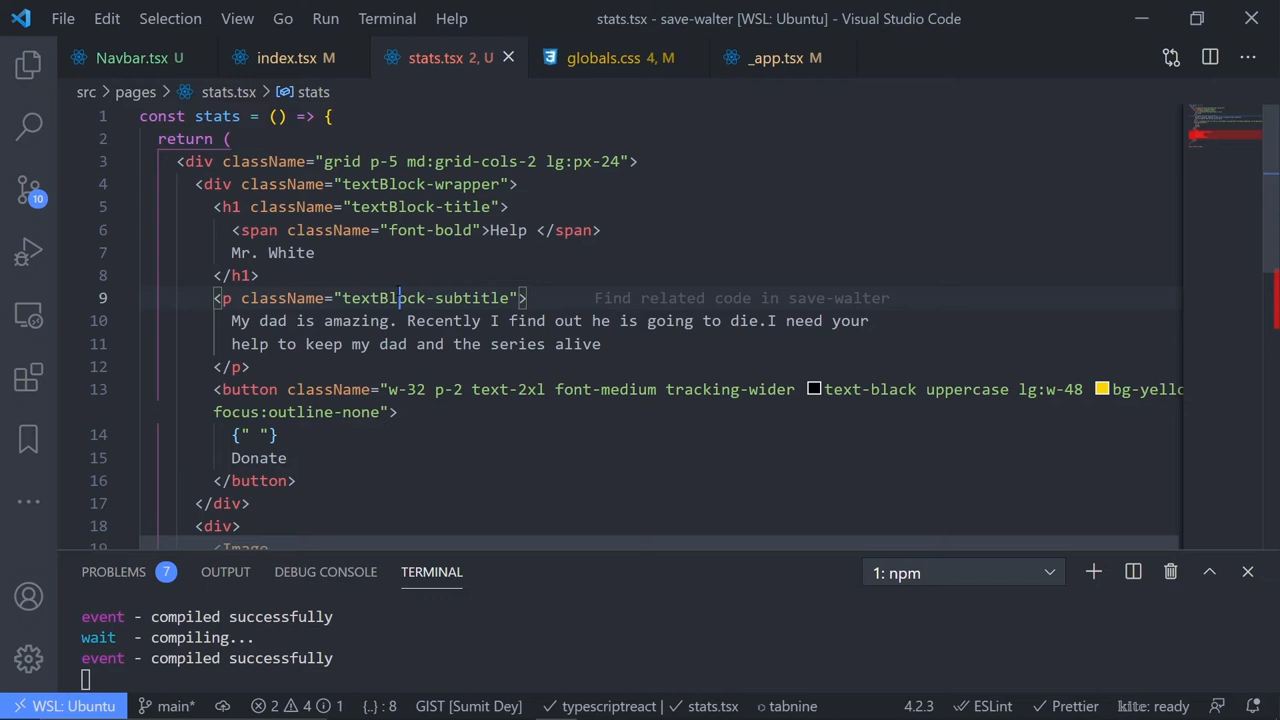 File Edit Selection View Go Run Terminal Help stats.tsx - save-walter [WSL: Ubuntu] - Visual Studio Code
Navbar.tsx U index.tsx M stats.tsx 2, U globals.css 4, M _app.tsx M
src pages stats.tsx stats
1 const stats = () => {
2 return (
3 <div className="grid p-5 md:grid-cols-2 lg:px-24">
4 <div className="textBlock-wrapper">
5 <h1 className="textBlock-title">
6 <span className="font-bold">Help </span>
7 Mr. White
8 </h1>
9 <p className="textBlock-subtitle"> Find related code in save-walter
10 My dad is amazing. Recently I find out he is going to die.I need your
11 help to keep my dad and the series alive
12 </p>
13 <button className="w-32 p-2 text-2xl font-medium tracking-wider text-black uppercase lg:w-48 bg-yell
focus:outline-none">
14 {" "}
15 Donate
16 </button>
17 </div>
18 <div>
19 <Image
10
PROBLEMS 7 OUTPUT DEBUG CONSOLE TERMINAL 1: npm
event - compiled successfully
wait - compiling...
event - compiled successfully
WSL: Ubuntu main* 2 4 1 {..} : 8 GIST [Sumit Dey] typescriptreact stats.tsx tabnine 4.2.3 ESLint Prettier kite: ready